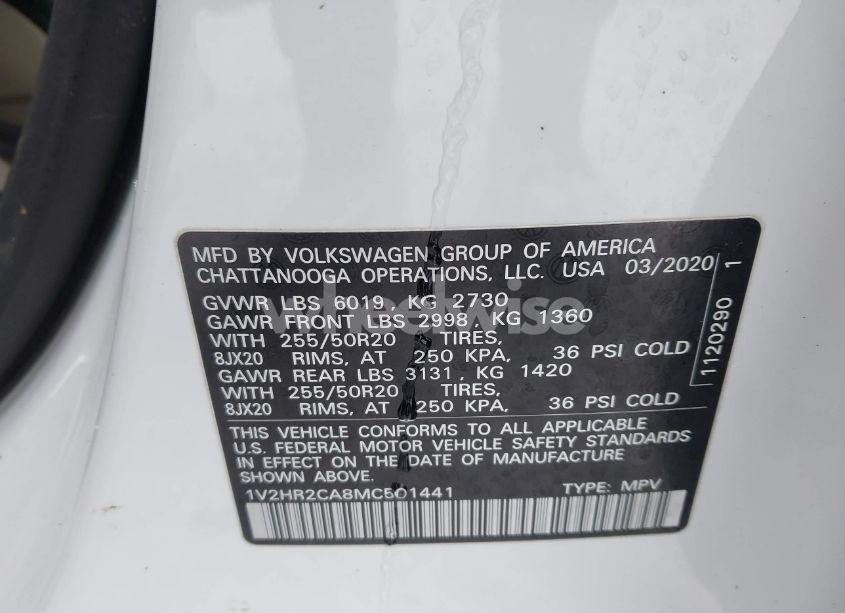 MFD BY VOLKSWAGEN GROUP OF AMERICA
CHATTANOOGA OPERATIONS, LLC. USA 03/2020
GVWR LBS 6019, KG 2730
GAWR FRONT LBS 2998 KG 1360
WITH 255/50R20 TIRES,
8JX20 RIMS, AT 250 KPA, 36 PSI COLD
GAWR REAR LBS 3131, KG 1420
WITH 255/50R20 TIRES,
8JX20 RIMS, AT 250 KPA, 36 PSI COLD
THIS VEHICLE CONFORMS TO ALL APPLICABLE
U.S. FEDERAL MOTOR VEHICLE SAFETY STANDARDS
IN EFFECT ON THE DATE OF MANUFACTURE
SHOWN ABOVE.
1V2HR2CA8MC501441 TYPE: MPV
1120290 1
wheelwise